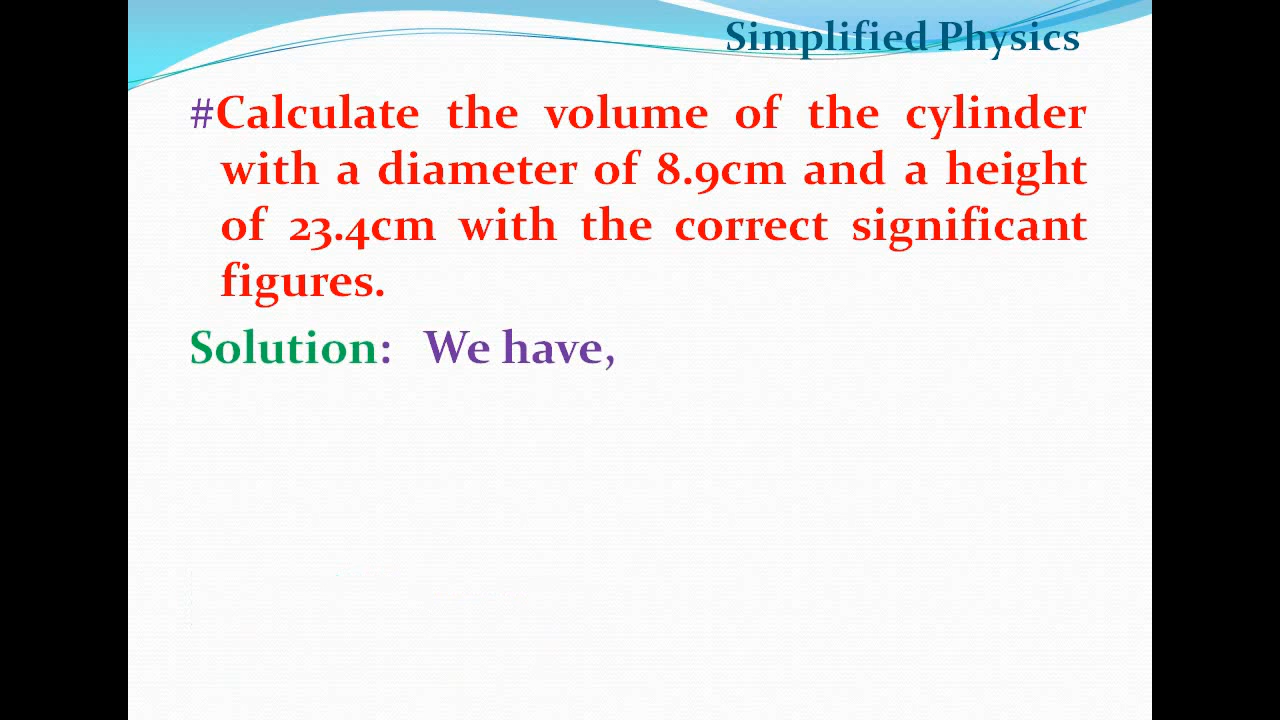 Simplified Physics
#Calculate the volume of the cylinder
with a diameter of 8.9cm and a height
of 23.4cm with the correct significant
figures.
Solution: We have,